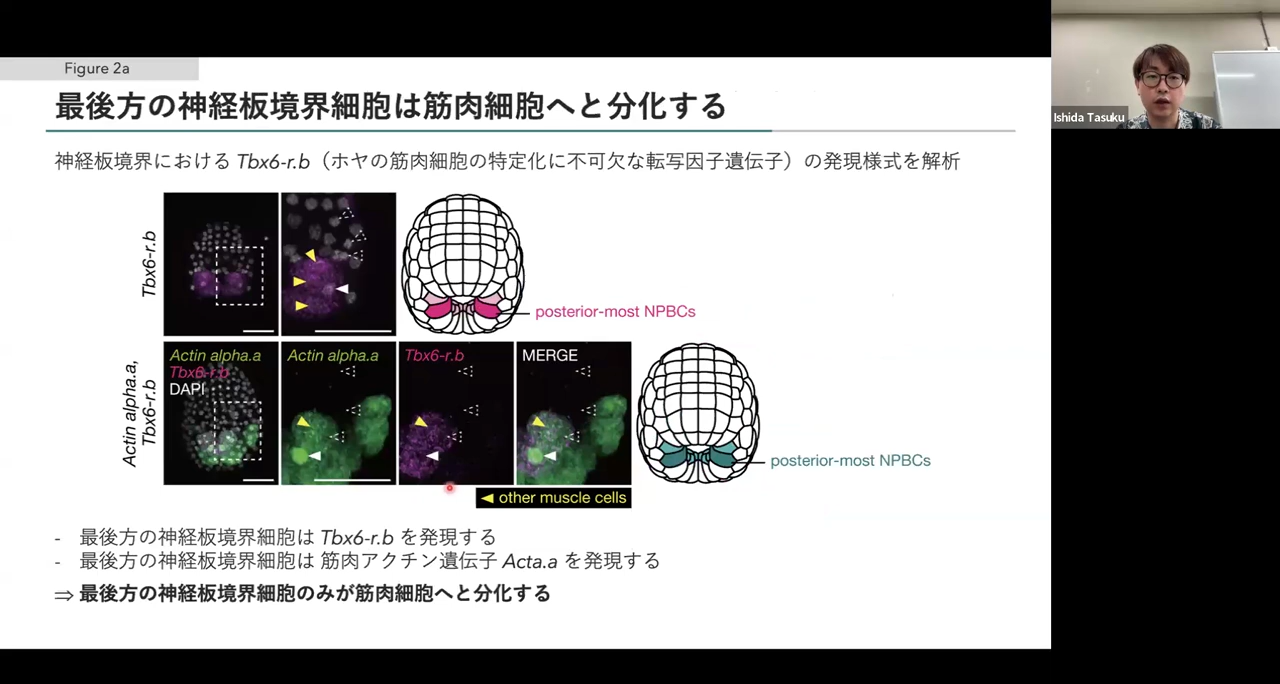 Figure 2a
最後方の神経板境界細胞は筋肉細胞へと分化する
Ishida Tasuku
神経板境界における Tbx6-r.b（ホヤの筋肉細胞の特定化に不可欠な転写因子遺伝子）の発現様式を解析
Tbx6-r.b
posterior-most NPBCs
Actin alpha.a,
Tbx6-r.b
Actin alpha.a
Tbx6-r.b
DAPI
Actin alpha.a
Tbx6-r.b
MERGE
posterior-most NPBCs
other muscle cells
- 最後方の神経板境界細胞は Tbx6-r.b を発現する
- 最後方の神経板境界細胞は 筋肉アクチン遺伝子 Acta.a を発現する
⇒ 最後方の神経板境界細胞のみが筋肉細胞へと分化する